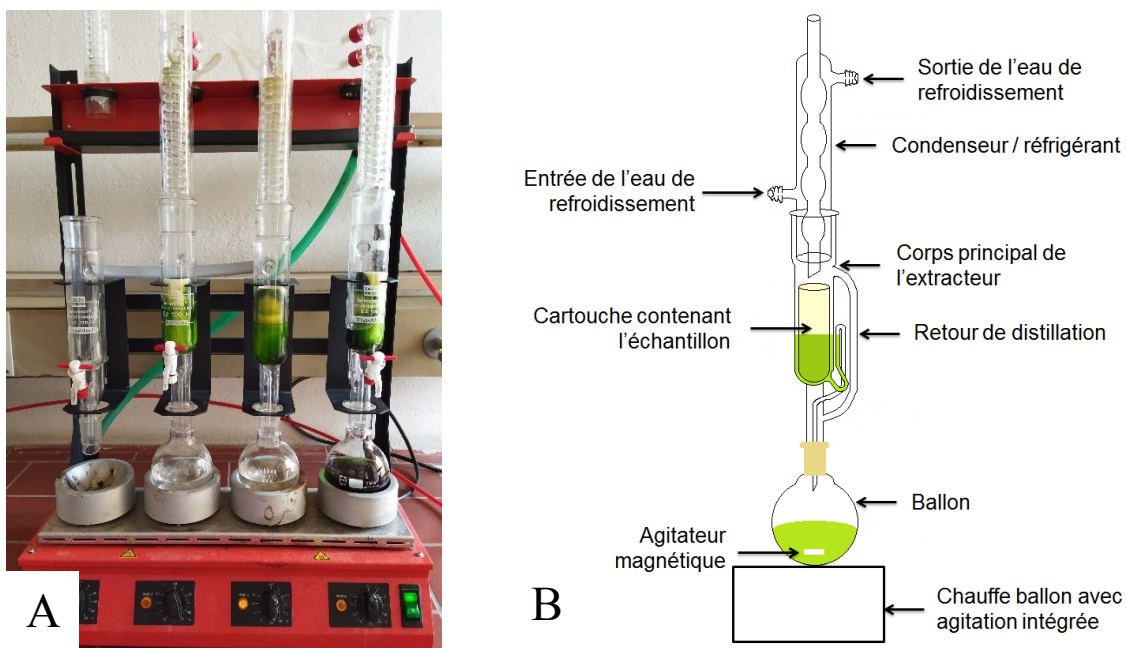 A
B
Sortie de l’eau de
refroidissement
Condenseur / réfrigérant
Entrée de l’eau de
refroidissement
Corps principal de
l’extracteur
Cartouche contenant
l’échantillon
Retour de distillation
Ballon
Agitateur
magnétique
Chauffe ballon avec
agitation intégrée